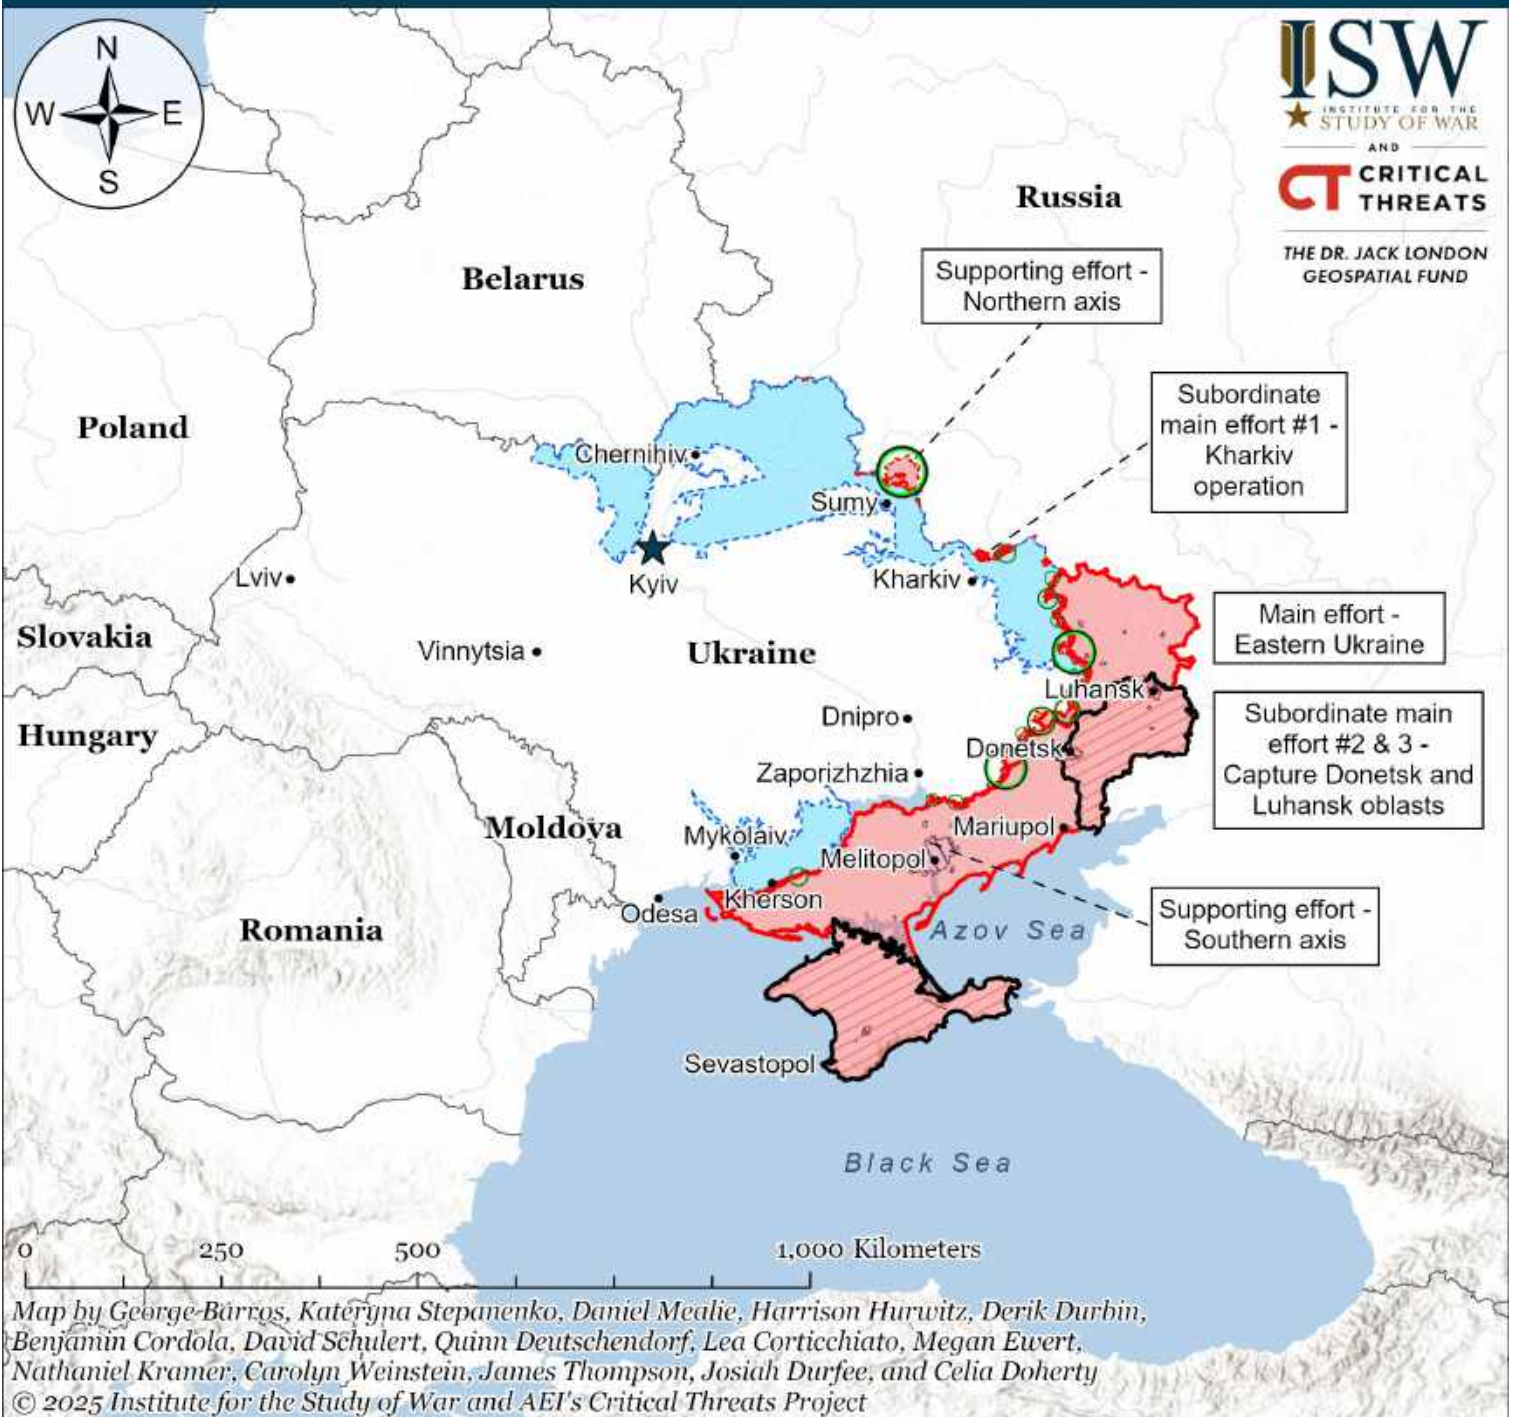 N
W E
S
ISW
INSTITUTE FOR THE
STUDY OF WAR
AND
CT CRITICAL
THREATS
THE DR. JACK LONDON
GEOSPATIAL FUND
Russia
Supporting effort -
Northern axis
Belarus
Subordinate
main effort #1 -
Kharkiv
operation
Poland
Chernihiv
Sumy
Lviv
Kyiv
Kharkiv
Main effort -
Eastern Ukraine
Slovakia
Vinnytsia
Ukraine
Luhansk
Subordinate main
effort #2 & 3 -
Capture Donetsk and
Luhansk oblasts
Hungary
Dnipro
Donetsk
Zaporizhzhia
Moldova
Mykolaiv
Mariupol
Melitopol
Kherson
Odesa
Supporting effort -
Southern axis
Romania
Azov Sea
Sevastopol
Black Sea
0 250 500 1,000 Kilometers
Map by George Barros, Kateryna Stepanenko, Daniel Mealie, Harrison Hurwitz, Derik Durbin,
Benjamin Cordola, David Schulert, Quinn Deutschendorf, Lea Corticchiato, Megan Ewert,
Nathaniel Kramer, Carolyn Weinstein, James Thompson, Josiah Durfee, and Celia Doherty
© 2025 Institute for the Study of War and AEI's Critical Threats Project